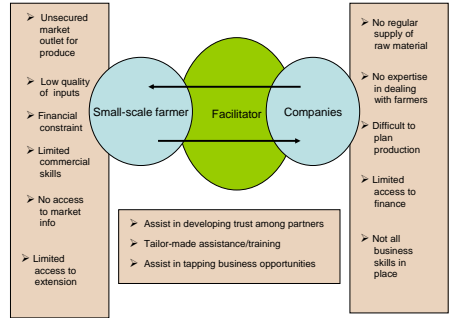 ➢ Unsecured
market
outlet for
produce
➢ Low quality
of inputs
➢ Financial
constraint
➢ Limited
commercial
skills
➢ No access
to market
info
➢ Limited
access to
extension
Small-scale farmer
Facilitator
Companies
➢ Assist in developing trust among partners
➢ Tailor-made assistance/training
➢ Assist in tapping business opportunities
➢ No regular
supply of
raw material
➢ No expertise
in dealing
with farmers
➢ Difficult to
plan
production
➢ Limited
access to
finance
➢ Not all
business
skills in
place